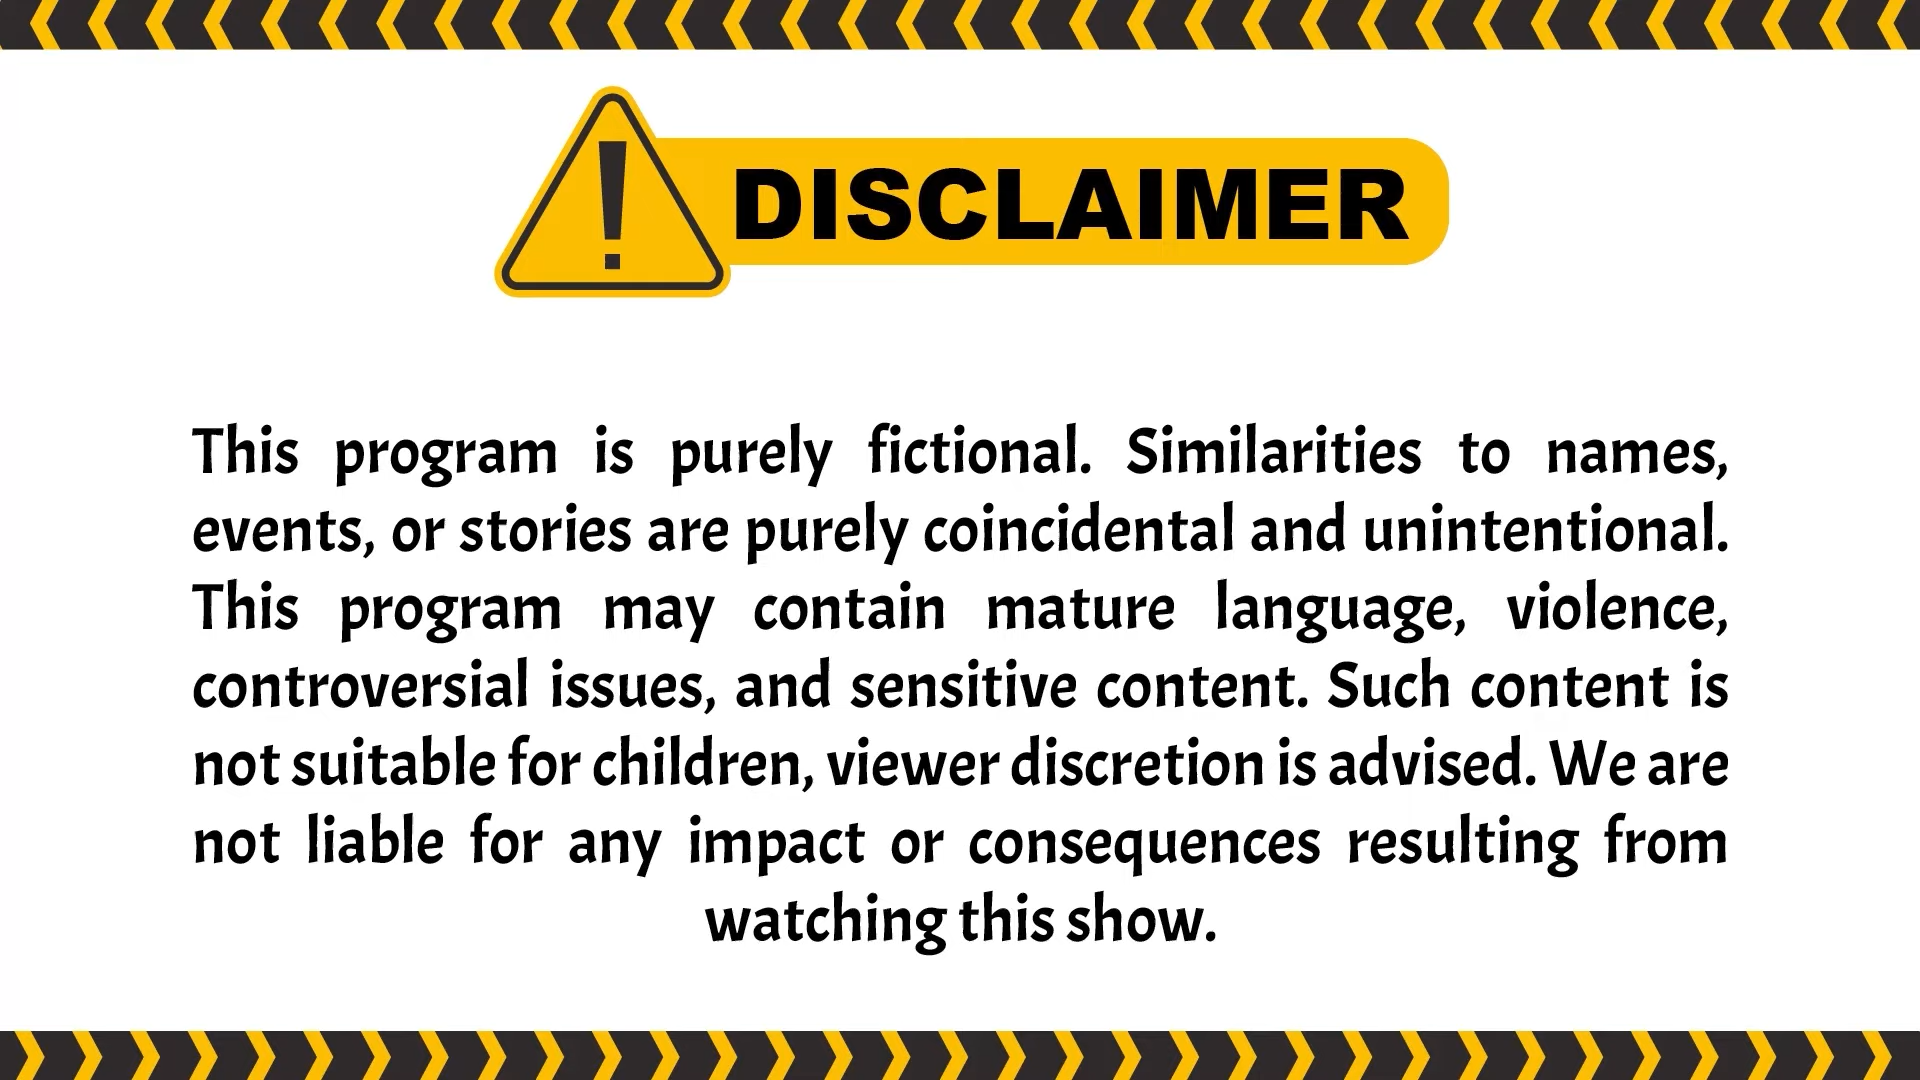 DISCLAIMER
This program is purely fictional. Similarities to names,
events, or stories are purely coincidental and unintentional.
This program may contain mature language, violence,
controversial issues, and sensitive content. Such content is
not suitable for children, viewer discretion is advised. We are
not liable for any impact or consequences resulting from
watching this show.